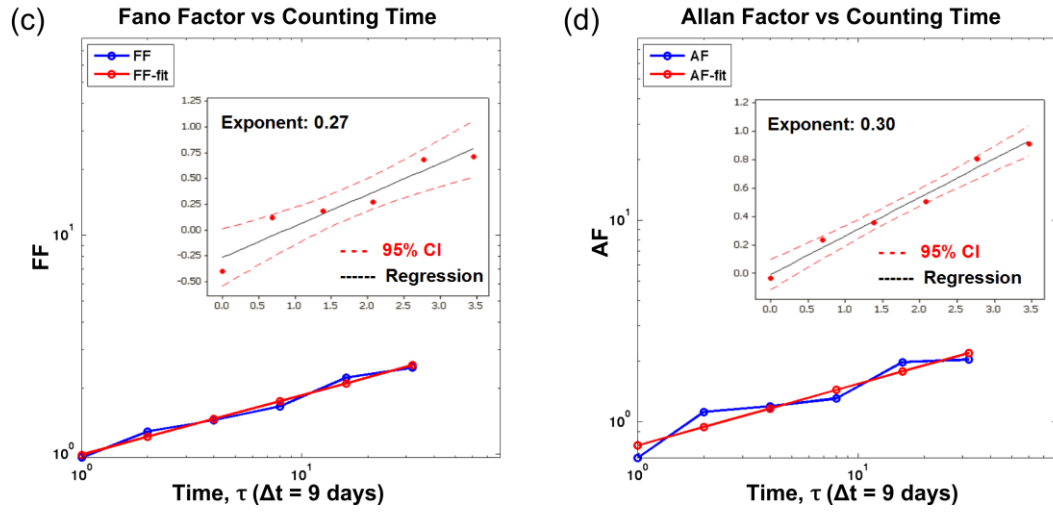 (c)
Fano Factor vs Counting Time
FF
FF-fit
10^1
10^0
FF
1.25
1.00
0.75
0.50
0.25
0.00
-0.25
-0.50
Exponent: 0.27
95% CI
Regression
0.0 0.5 1.0 1.5 2.0 2.5 3.0 3.5
10^0 10^1
Time, τ (Δt = 9 days)
(d)
Allan Factor vs Counting Time
AF
AF-fit
10^1
10^0
AF
1.2
1.0
0.8
0.6
0.4
0.2
0.0
Exponent: 0.30
95% CI
Regression
0.0 0.5 1.0 1.5 2.0 2.5 3.0 3.5
10^0 10^1
Time, τ (Δt = 9 days)